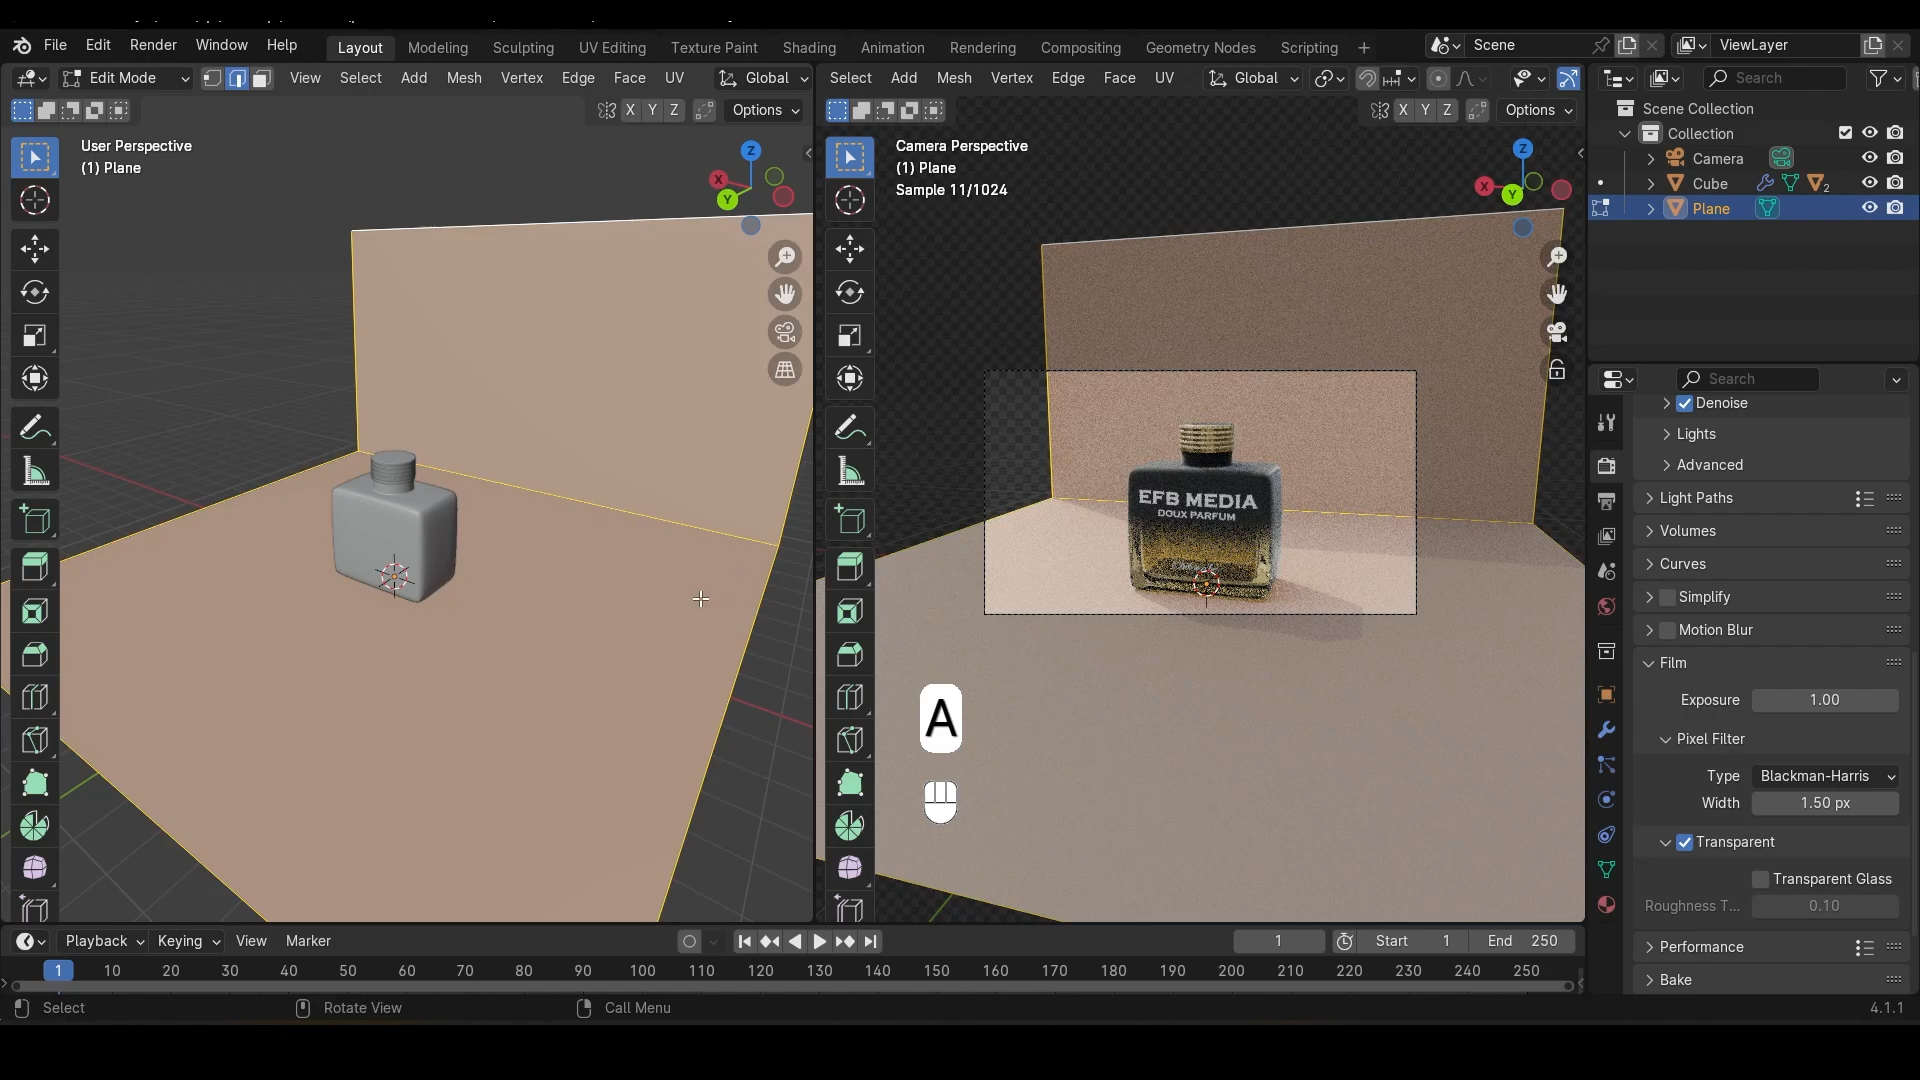 File Edit Render Window Help Layout Modeling Sculpting UV Editing Texture Paint Shading Animation Rendering Compositing Geometry Nodes Scripting + Scene ViewLayer
Edit Mode View Select Add Mesh Vertex Edge Face UV Global Select Add Mesh Vertex Edge Face UV Global Search
X Y Z Options X Y Z Options
Scene Collection
Collection
Camera
Cube 2
Plane
User Perspective
(1) Plane
Z
X
Y
Camera Perspective
(1) Plane
Sample 11/1024
Z
X
Y
EFB MEDIA
DOUX PARFUM
A
Search
Denoise
Lights
Advanced
Light Paths
Volumes
Curves
Simplify
Motion Blur
Film
Exposure 1.00
Pixel Filter
Type Blackman-Harris
Width 1.50 px
Transparent
Transparent Glass
Roughness T... 0.10
Performance
Bake
Playback Keying View Marker 1 Start 1 End 250
1 10 20 30 40 50 60 70 80 90 100 110 120 130 140 150 160 170 180 190 200 210 220 230 240 250
Select Rotate View Call Menu 4.1.1